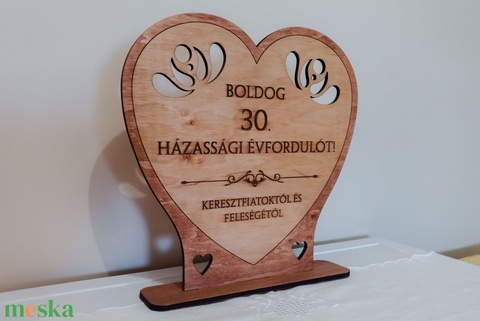 BOLDOG
30.
HÁZASSÁGI ÉVFORDULÓT!
KERESZTFIATOKTÓL ÉS
FELESÉGÉTŐL
meska